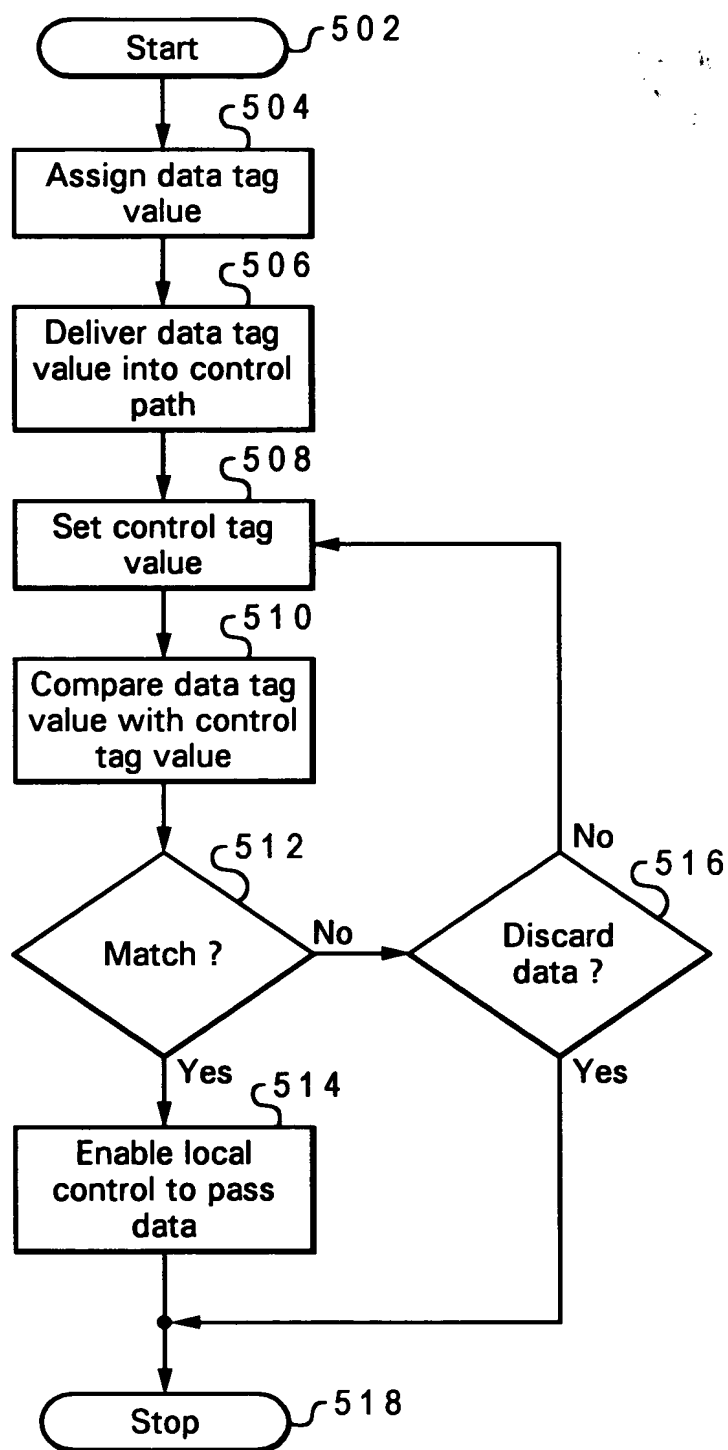 Start
502
504
Assign data tag
value
506
Deliver data tag
value into control
path
508
Set control tag
value
510
Compare data tag
value with control
tag value
512
Match ?
No
Yes
No
516
Discard
data ?
Yes
514
Enable local
control to pass
data
Stop
518